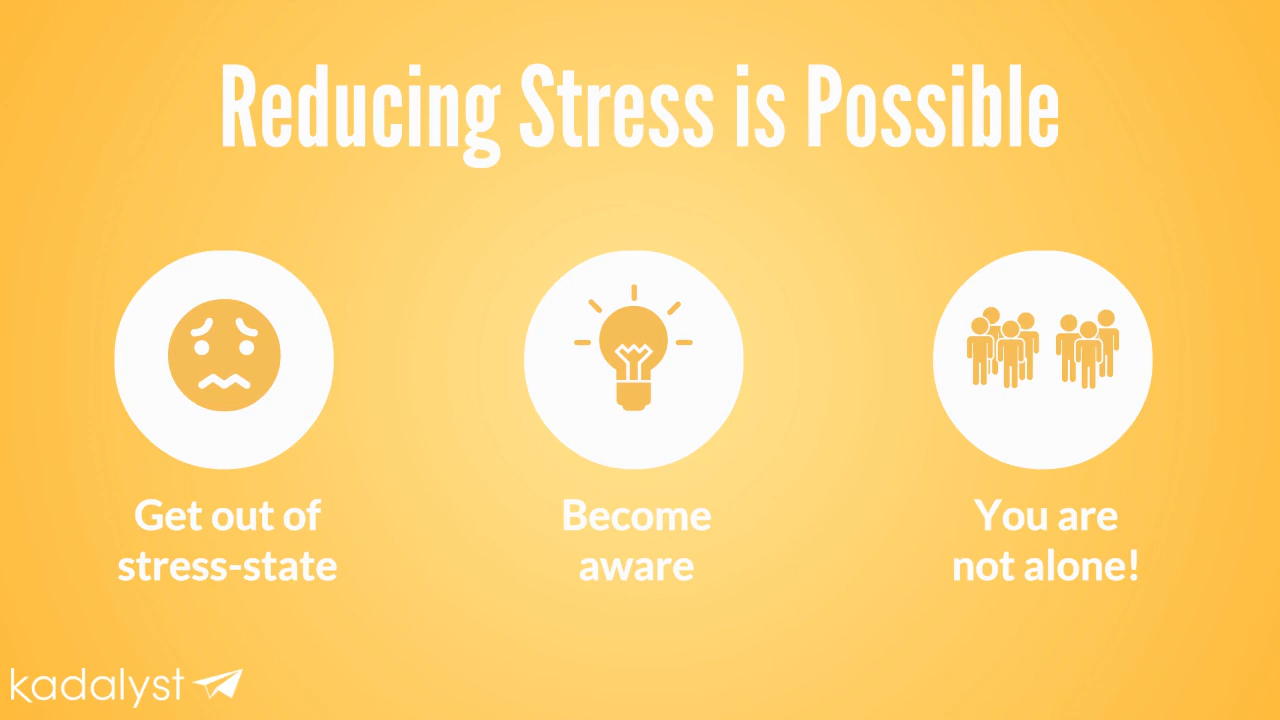 Reducing Stress is Possible
Get out of
stress-state
Become
aware
You are
not alone!
kadalyst